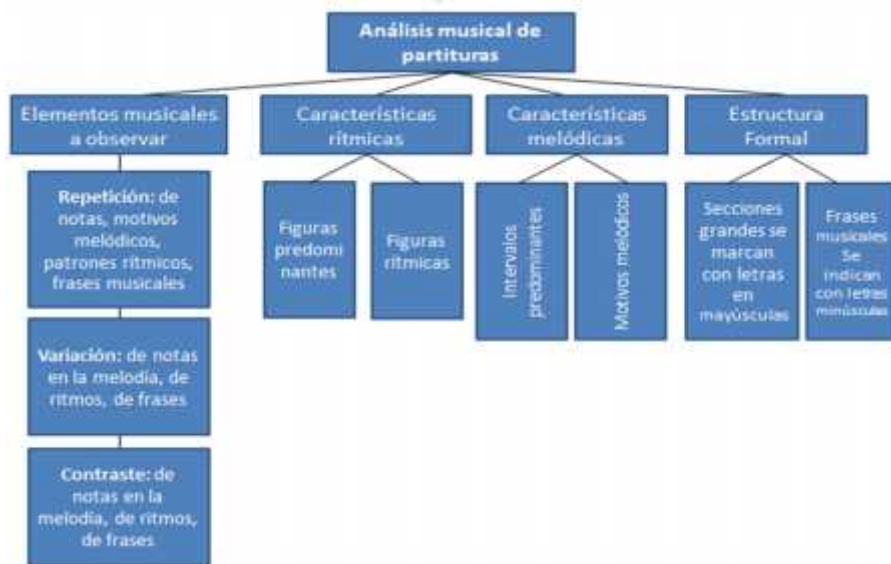 Análisis musical de
partituras
Elementos musicales
a observar
Características
rítmicas
Características
melódicas
Estructura
Formal
Repetición: de
notas, motivos
melódicos,
patrones rítmicos,
frases musicales
Figuras
predomi
nantes
Figuras
rítmicas
Intervalos
predominantes
Motivos melódicos
Secciones
grandes se
marcan
con letras
en
mayúsculas
Frases
musicales
Se
indican
con letras
minúsculas
Variación: de notas
en la melodía, de
ritmos, de frases
Contraste: de
notas en la
melodía, de ritmos,
de frases